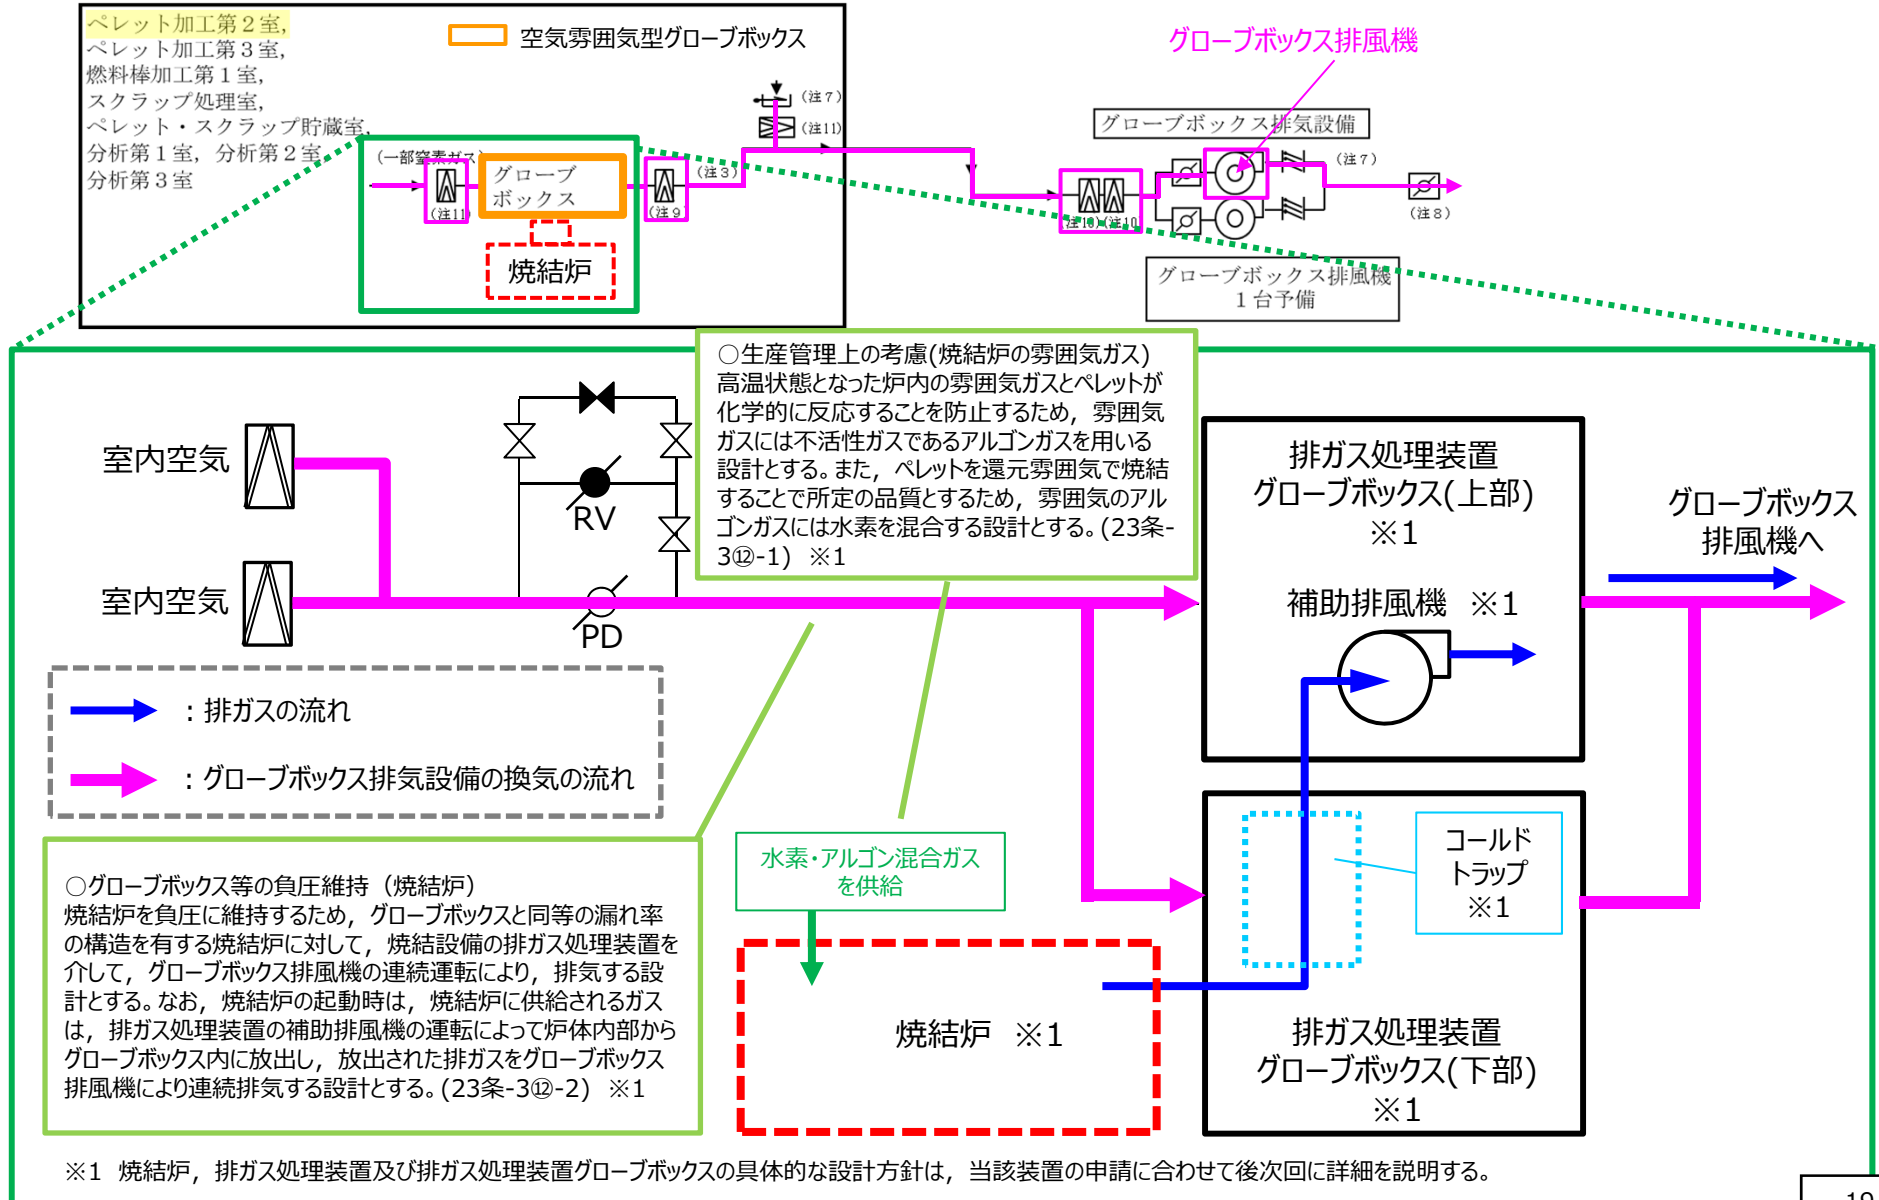 ペレット加工第２室，
ペレット加工第３室，
燃料棒加工第１室，
スクラップ処理室，
ペレット・スクラップ貯蔵室，
分析第１室，分析第２室
分析第３室
空気雰囲気型グローブボックス
（一部窒素ガス）
（注11）
グローブ
ボックス
（注９）
（注３）
焼結炉
（注７）
（注11）
グローブボックス排風機
グローブボックス排気設備
（注７）
（注８）
（注10）（注10
グローブボックス排風機
１台予備
○生産管理上の考慮(焼結炉の雰囲気ガス)
高温状態となった炉内の雰囲気ガスとペレットが
化学的に反応することを防止するため，雰囲気
ガスには不活性ガスであるアルゴンガスを用いる
設計とする。また，ペレットを還元雰囲気で焼結
することで所定の品質とするため，雰囲気のアル
ゴンガスには水素を混合する設計とする。(23条-
3⑫-1)　※1
室内空気
室内空気
RV
PD
排ガス処理装置
グローブボックス(上部)
※1
補助排風機　※1
グローブボックス
排風機へ
：排ガスの流れ
：グローブボックス排気設備の換気の流れ
○グローブボックス等の負圧維持（焼結炉）
焼結炉を負圧に維持するため，グローブボックスと同等の漏れ率
の構造を有する焼結炉に対して，焼結設備の排ガス処理装置を
介して，グローブボックス排風機の連続運転により，排気する設
計とする。なお，焼結炉の起動時は，焼結炉に供給されるガス
は，排ガス処理装置の補助排風機の運転によって炉体内部から
グローブボックス内に放出し，放出された排ガスをグローブボックス
排風機により連続排気する設計とする。(23条-3⑫-2)　※1
水素・アルゴン混合ガス
を供給
焼結炉　※1
コールド
トラップ
※1
排ガス処理装置
グローブボックス(下部)
※1
※1　焼結炉，排ガス処理装置及び排ガス処理装置グローブボックスの具体的な設計方針は，当該装置の申請に合わせて後次回に詳細を説明する。